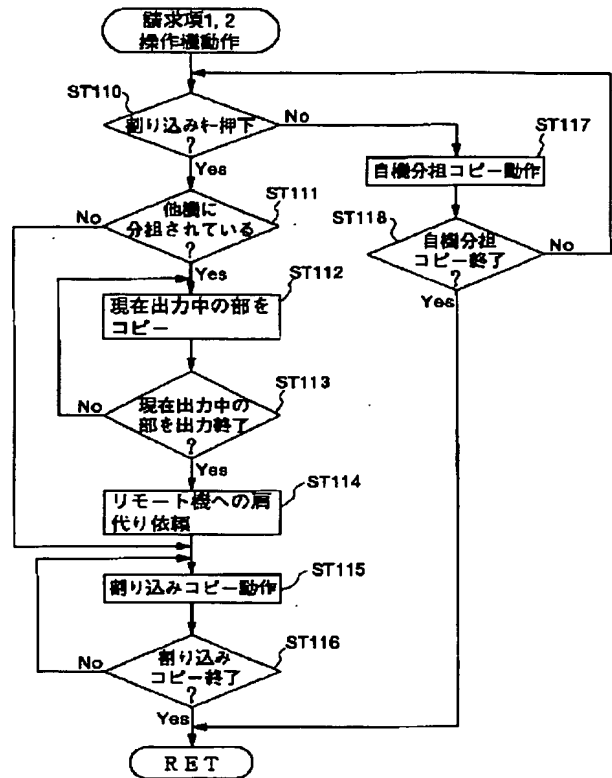 請求項1,2
操作機動作
ST110
割り込みキー押下
?
No
Yes
ST117
自機分担コピー動作
ST111
他機に
分担されている
?
No
Yes
ST118
自機分担
コピー終了
?
No
Yes
ST112
現在出力中の部を
コピー
ST113
現在出力中の
部を出力終了
?
No
Yes
ST114
リモート機への肩
代り依頼
ST115
割り込みコピー動作
ST116
割り込み
コピー終了
?
No
Yes
RET